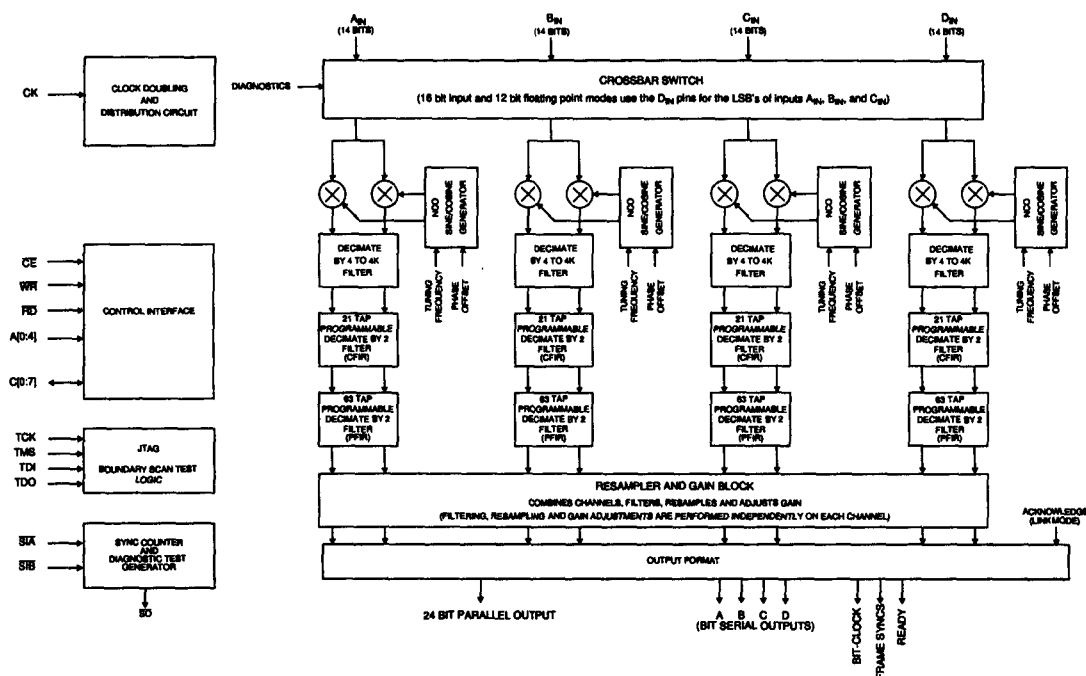 A_IN
(14 BITS)
B_IN
(14 BITS)
C_IN
(14 BITS)
D_IN
(14 BITS)
CK
CLOCK DOUBLING
AND
DISTRIBUTION CIRCUIT
DIAGNOSTICS
CROSSBAR SWITCH
(16 bit input and 12 bit floating point modes use the D_IN pins for the LSB's of inputs A_IN, B_IN, and C_IN)
NCO
SINE/COSINE
GENERATOR
NCO
SINE/COSINE
GENERATOR
NCO
SINE/COSINE
GENERATOR
NCO
SINE/COSINE
GENERATOR
TUNING
FREQUENCY
PHASE
OFFSET
TUNING
FREQUENCY
PHASE
OFFSET
TUNING
FREQUENCY
PHASE
OFFSET
TUNING
FREQUENCY
PHASE
OFFSET
DECIMATE
BY 4 TO 4K
FILTER
DECIMATE
BY 4 TO 4K
FILTER
DECIMATE
BY 4 TO 4K
FILTER
DECIMATE
BY 4 TO 4K
FILTER
CE
WR
RD
A[0:4]
C[0:7]
CONTROL INTERFACE
21 TAP
PROGRAMMABLE
DECIMATE BY 2
FILTER
(CFIR)
21 TAP
PROGRAMMABLE
DECIMATE BY 2
FILTER
(CFIR)
21 TAP
PROGRAMMABLE
DECIMATE BY 2
FILTER
(CFIR)
21 TAP
PROGRAMMABLE
DECIMATE BY 2
FILTER
(CFIR)
63 TAP
PROGRAMMABLE
DECIMATE BY 2
FILTER
(PFIR)
63 TAP
PROGRAMMABLE
DECIMATE BY 2
FILTER
(PFIR)
63 TAP
PROGRAMMABLE
DECIMATE BY 2
FILTER
(PFIR)
63 TAP
PROGRAMMABLE
DECIMATE BY 2
FILTER
(PFIR)
TCK
TMS
TDI
TDO
JTAG
BOUNDARY SCAN TEST
LOGIC
RESAMPLER AND GAIN BLOCK
COMBINES CHANNELS, FILTERS, RESAMPLES AND ADJUSTS GAIN
(FILTERING, RESAMPLING AND GAIN ADJUSTMENTS ARE PERFORMED INDEPENDENTLY ON EACH CHANNEL)
ACKNOWLEDGE
(LINK MODE)
SIA
SIB
SYNC COUNTER
AND
DIAGNOSTIC TEST
GENERATOR
SO
OUTPUT FORMAT
24 BIT PARALLEL OUTPUT
A B C D
(BIT SERIAL OUTPUTS)
BIT-CLOCK
FRAME SYNCS
READY